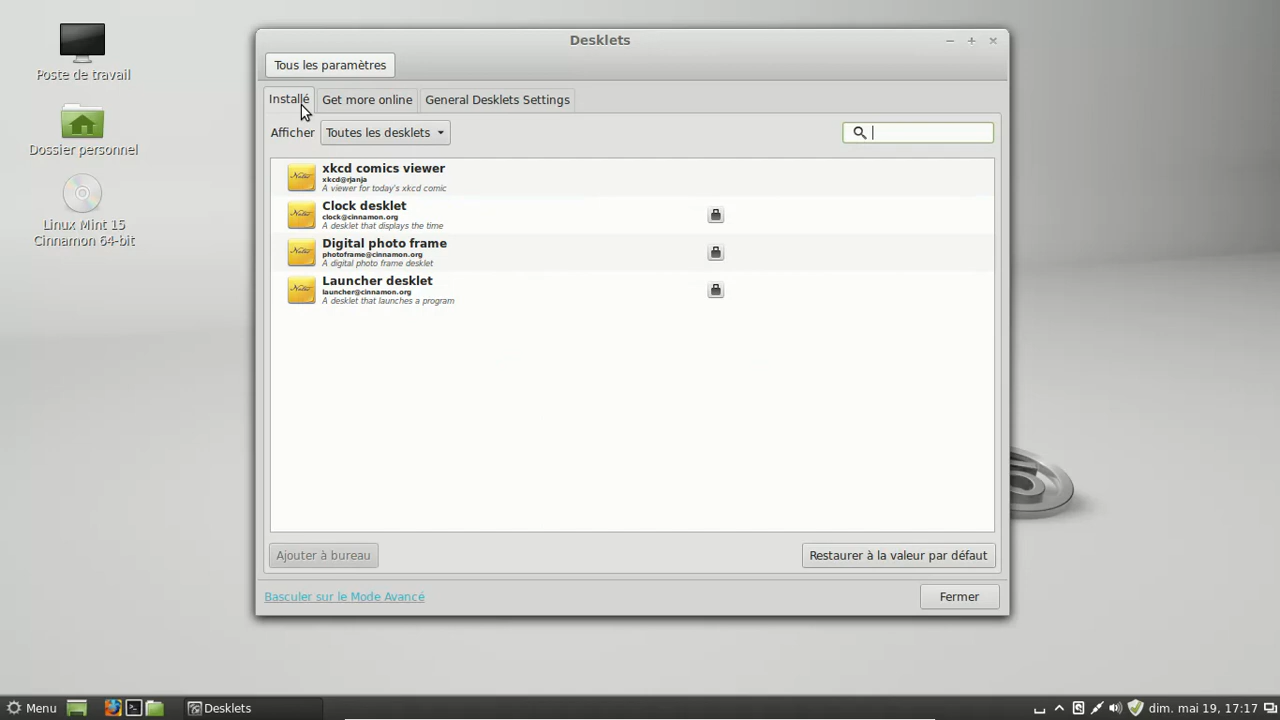 Desklets
Tous les paramètres
Installé
Get more online
General Desklets Settings
Afficher
Toutes les desklets
xkcd comics viewer
xkcd@rjanja
A viewer for today's xkcd comic
Clock desklet
clock@cinnamon.org
A desklet that displays the time
Digital photo frame
photoframe@cinnamon.org
A digital photo frame desklet
Launcher desklet
launcher@cinnamon.org
A desklet that launches a program
Ajouter à bureau
Restaurer à la valeur par défaut
Basculer sur le Mode Avancé
Fermer
Poste de travail
Dossier personnel
Linux Mint 15
Cinnamon 64-bit
Menu
Desklets
dim. mai 19, 17:17